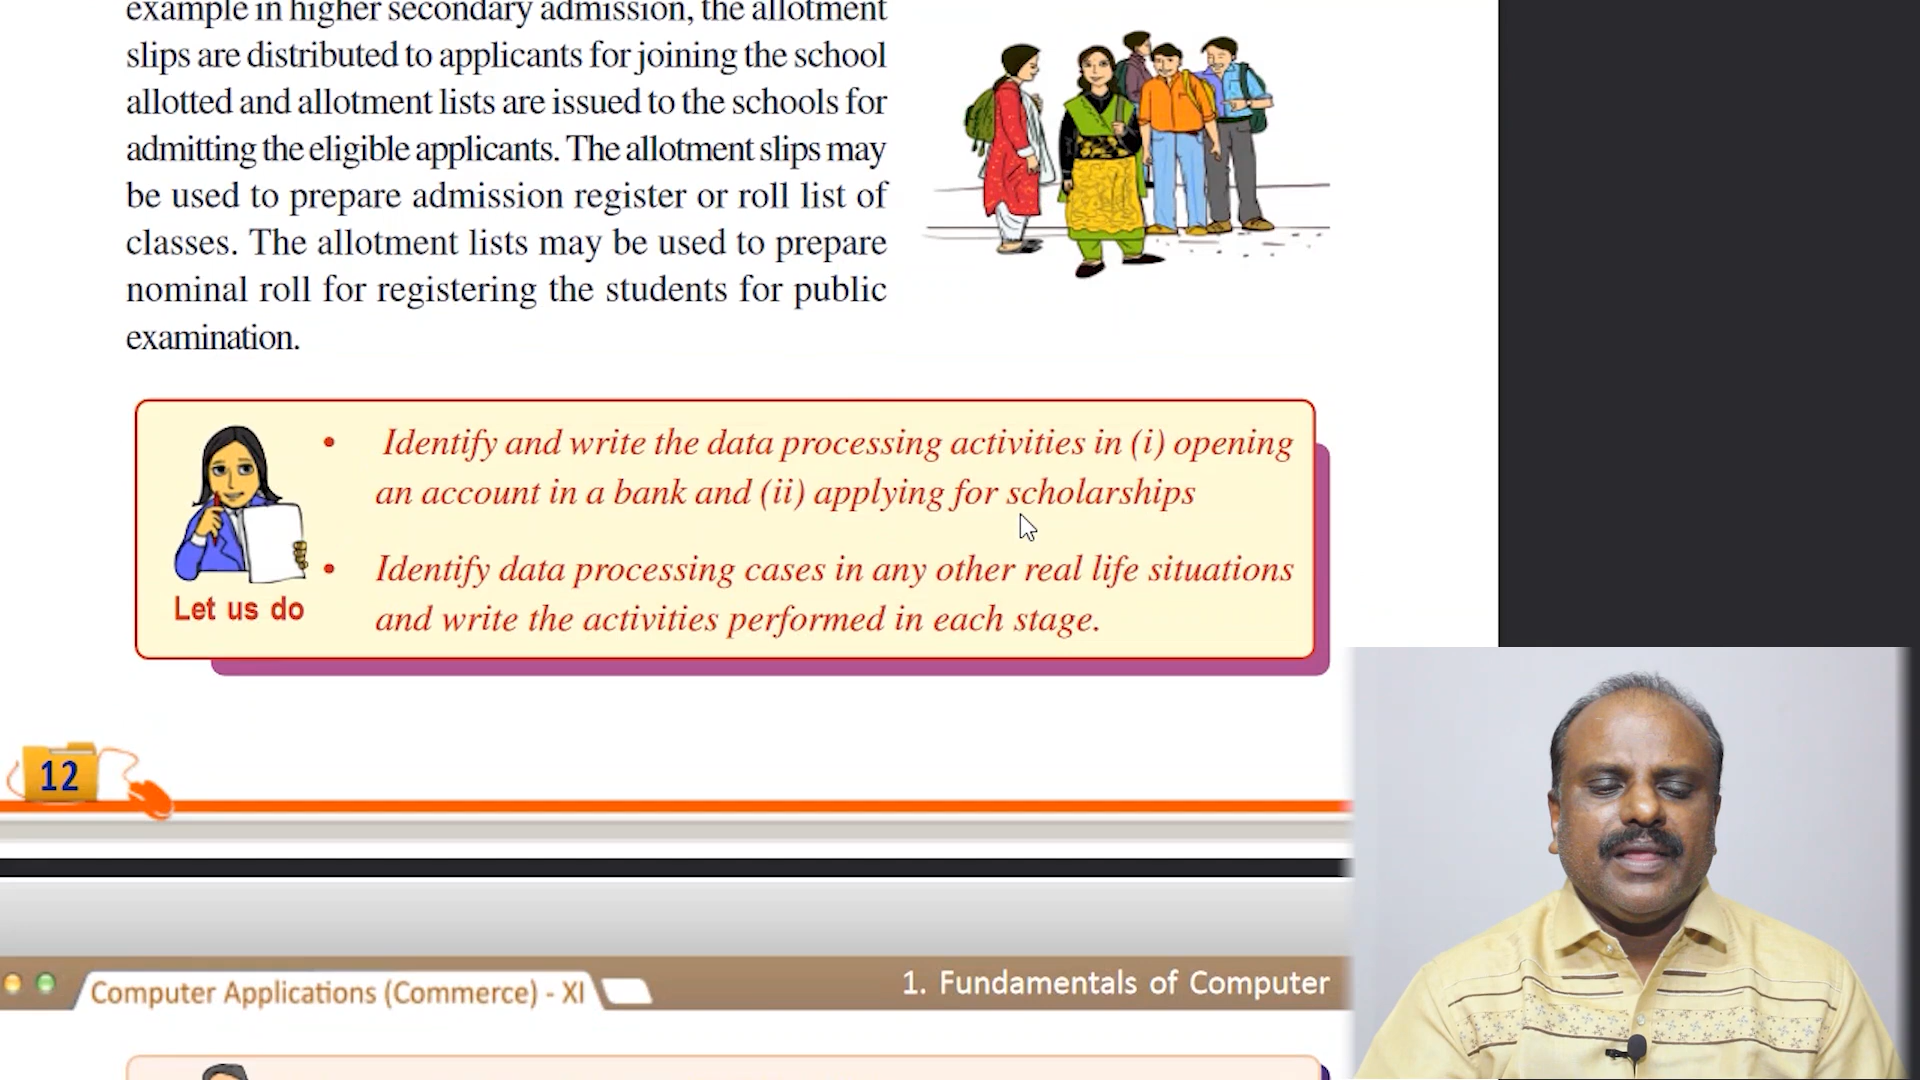 example in higher secondary admission, the allotment
slips are distributed to applicants for joining the school
allotted and allotment lists are issued to the schools for
admitting the eligible applicants. The allotment slips may
be used to prepare admission register or roll list of
classes. The allotment lists may be used to prepare
nominal roll for registering the students for public
examination.
• Identify and write the data processing activities in (i) opening
an account in a bank and (ii) applying for scholarships
• Identify data processing cases in any other real life situations
and write the activities performed in each stage.
Let us do
12
Computer Applications (Commerce) - XI
1. Fundamentals of Computer